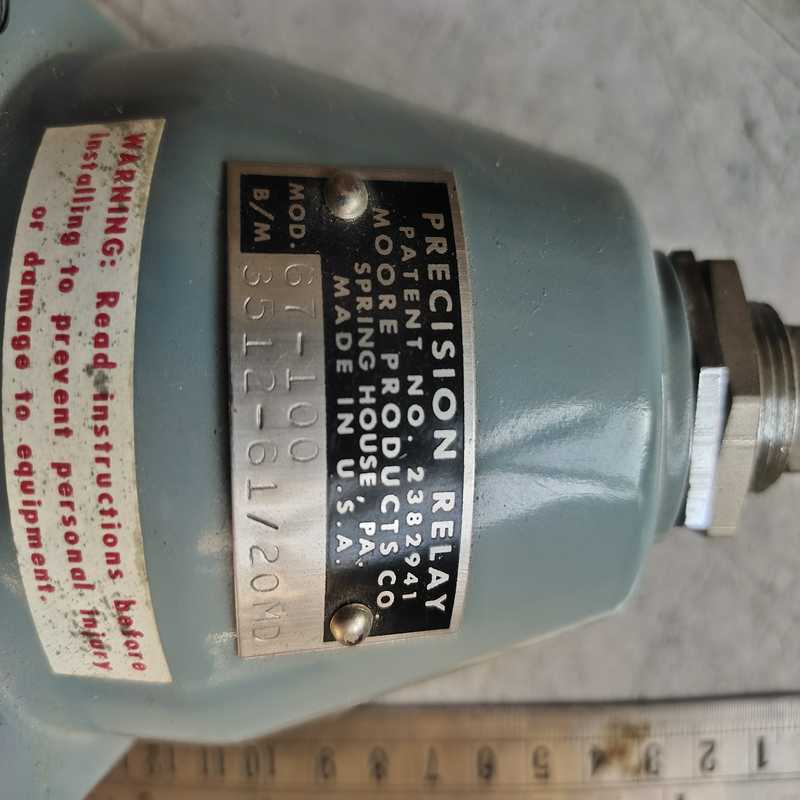 PRECISION RELAY
PATENT NO. 2382941
MOORE PRODUCTS CO
SPRING HOUSE, PA.
MADE IN U.S.A.
MOD. 67-100
B/M 3512-61/20MD
WARNING: Read instructions before
installing to prevent personal injury
or damage to equipment.
1 2 3 4 5 6 7 8 9 10 11 12